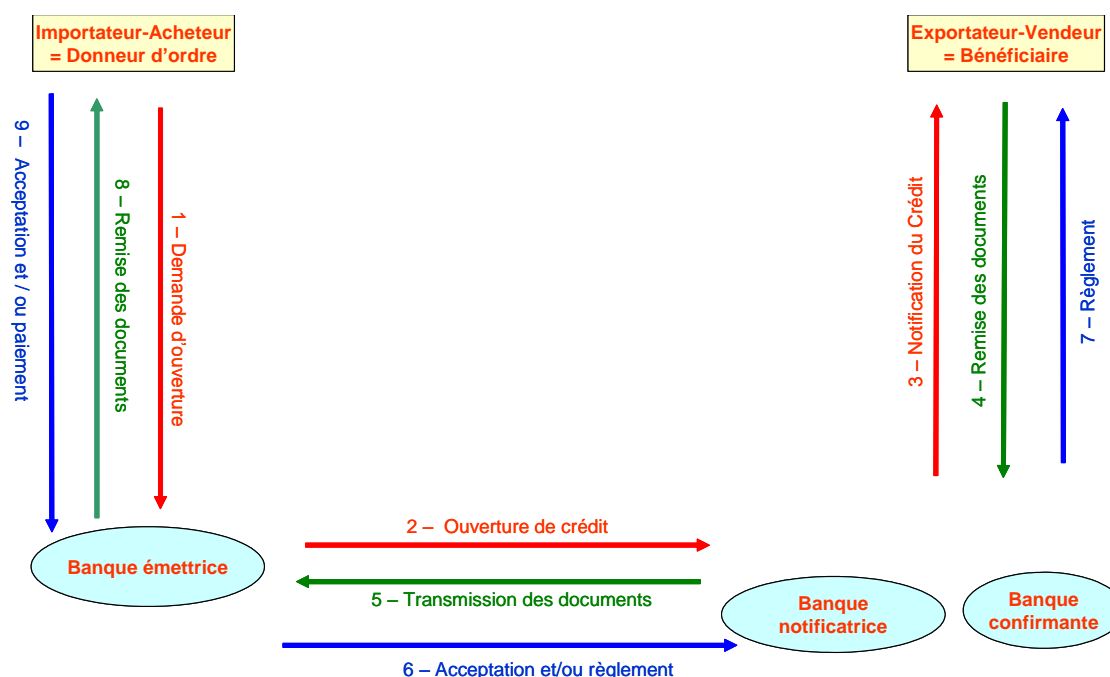 Importateur-Acheteur
= Donneur d'ordre
Exportateur-Vendeur
= Bénéficiaire
9 – Acceptation et / ou
paiement
8 – Remise des documents
1 – Demande d'ouverture
3 – Notification du Crédit
4 – Remise des documents
7 – Règlement
2 – Ouverture de crédit
Banque émettrice
5 – Transmission des documents
Banque
notificatrice
Banque
confirmante
6 – Acceptation et/ou règlement